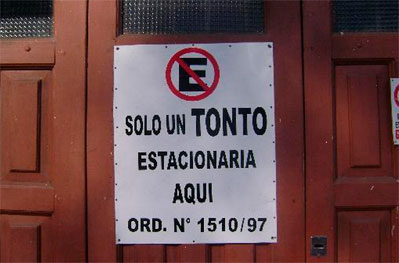 E
SOLO UN TONTO
ESTACIONARIA
AQUI
ORD. N° 1510/97